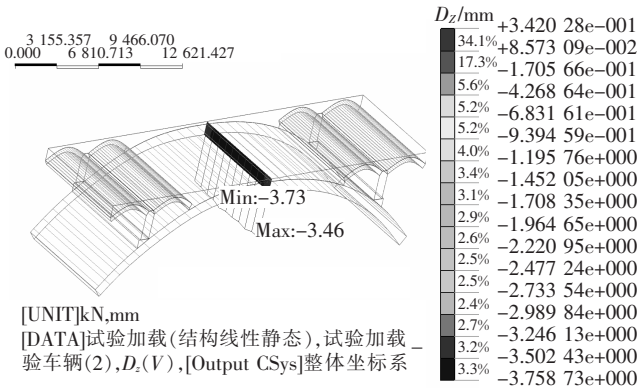 3 155.357 9 466.070
0.000 6 810.713 12 621.427
Min:-3.73
Max:-3.46
[UNIT]kN,mm
[DATA]试验加载(结构线性静态),试验加载_
验车辆(2),Dz(V),[Output CSys]整体坐标系
DZ/mm
+3.420 28e-001
34.1%
+8.573 09e-002
17.3%
-1.705 66e-001
5.6%
-4.268 64e-001
5.2%
-6.831 61e-001
5.2%
-9.394 59e-001
4.0%
-1.195 76e+000
3.4%
-1.452 05e+000
3.1%
-1.708 35e+000
2.9%
-1.964 65e+000
2.6%
-2.220 95e+000
2.5%
-2.477 24e+000
2.5%
-2.733 54e+000
2.4%
-2.989 84e+000
2.7%
-3.246 13e+000
3.2%
-3.502 43e+000
3.3%
-3.758 73e+000